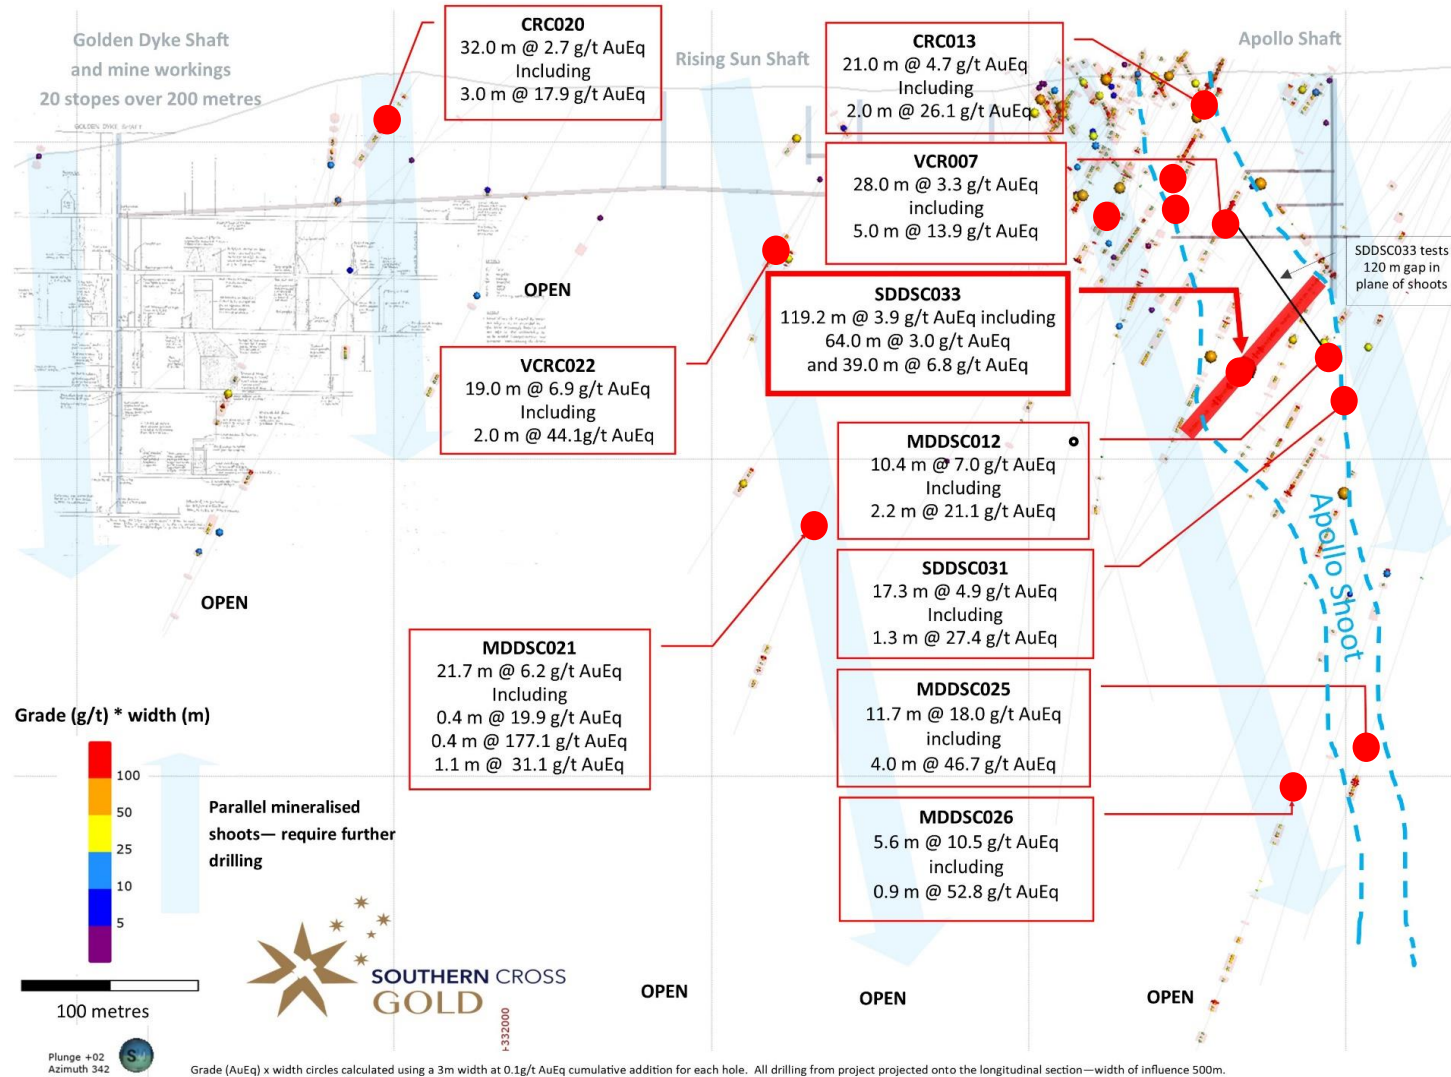 Golden Dyke Shaft
and mine workings
20 stopes over 200 metres
GOLDEN DYKE SHAFT
CRC020
32.0 m @ 2.7 g/t AuEq
Including
3.0 m @ 17.9 g/t AuEq
Rising Sun Shaft
CRC013
21.0 m @ 4.7 g/t AuEq
Including
2.0 m @ 26.1 g/t AuEq
Apollo Shaft
VCR007
28.0 m @ 3.3 g/t AuEq
including
5.0 m @ 13.9 g/t AuEq
SDDSC033 tests
120 m gap in
plane of shoots
OPEN
SDDSC033
119.2 m @ 3.9 g/t AuEq including
64.0 m @ 3.0 g/t AuEq
and 39.0 m @ 6.8 g/t AuEq
VCRC022
19.0 m @ 6.9 g/t AuEq
Including
2.0 m @ 44.1g/t AuEq
MDDSC012
10.4 m @ 7.0 g/t AuEq
Including
2.2 m @ 21.1 g/t AuEq
Apollo Shoot
SDDSC031
17.3 m @ 4.9 g/t AuEq
Including
1.3 m @ 27.4 g/t AuEq
OPEN
MDDSC021
21.7 m @ 6.2 g/t AuEq
Including
0.4 m @ 19.9 g/t AuEq
0.4 m @ 177.1 g/t AuEq
1.1 m @ 31.1 g/t AuEq
MDDSC025
11.7 m @ 18.0 g/t AuEq
including
4.0 m @ 46.7 g/t AuEq
MDDSC026
5.6 m @ 10.5 g/t AuEq
including
0.9 m @ 52.8 g/t AuEq
Grade (g/t) * width (m)
100
50
25
10
5
Parallel mineralised
shoots— require further
drilling
100 metres
SOUTHERN CROSS
GOLD
OPEN
OPEN
OPEN
+332000
Plunge +02
Azimuth 342
Grade (AuEq) x width circles calculated using a 3m width at 0.1g/t AuEq cumulative addition for each hole. All drilling from project projected onto the longitudinal section—width of influence 500m.